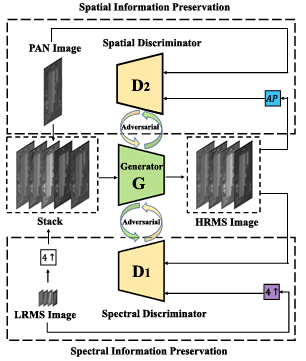 Spatial Information Preservation
PAN Image
Spatial Discriminator
D2
AP
Adversarial
Generator
G
Stack
HRMS Image
Adversarial
4↑
D1
4↑
LRMS Image
Spectral Discriminator
Spectral Information Preservation